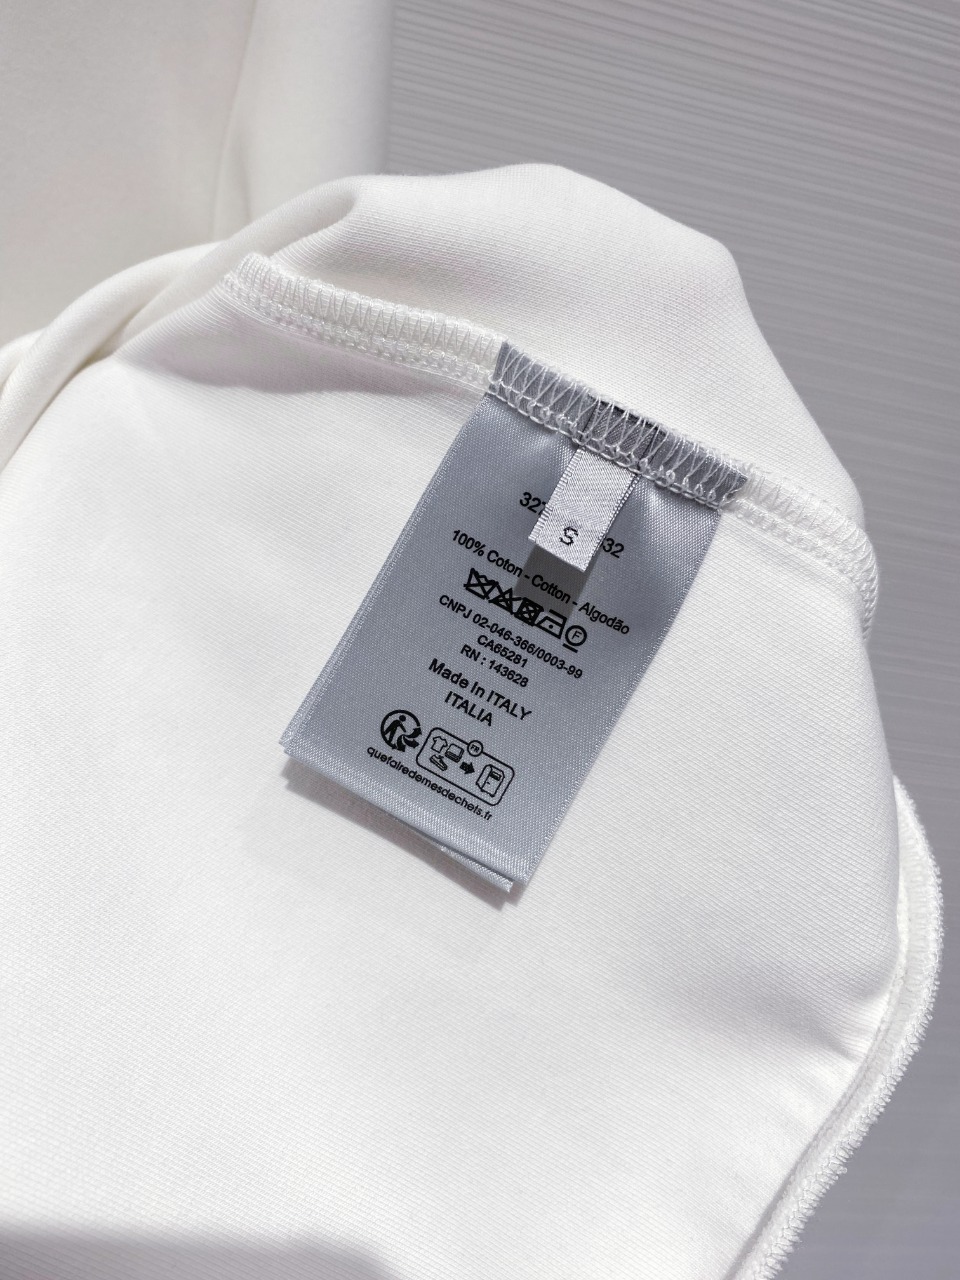 S
100% Coton - Cotton - Algodão
F
CNPJ 02-046-366/0003-99
CA65281
RN : 143628
Made In ITALY
ITALIA
FR
quefairedemesdechets.fr